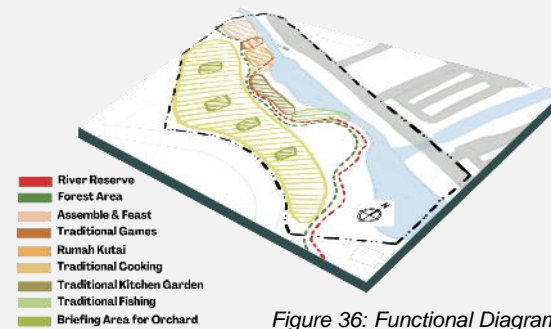 N
River Reserve
Forest Area
Assemble & Feast
Traditional Games
Rumah Kutai
Traditional Cooking
Traditional Kitchen Garden
Traditional Fishing
Briefing Area for Orchard
Figure 36: Functional Diagram